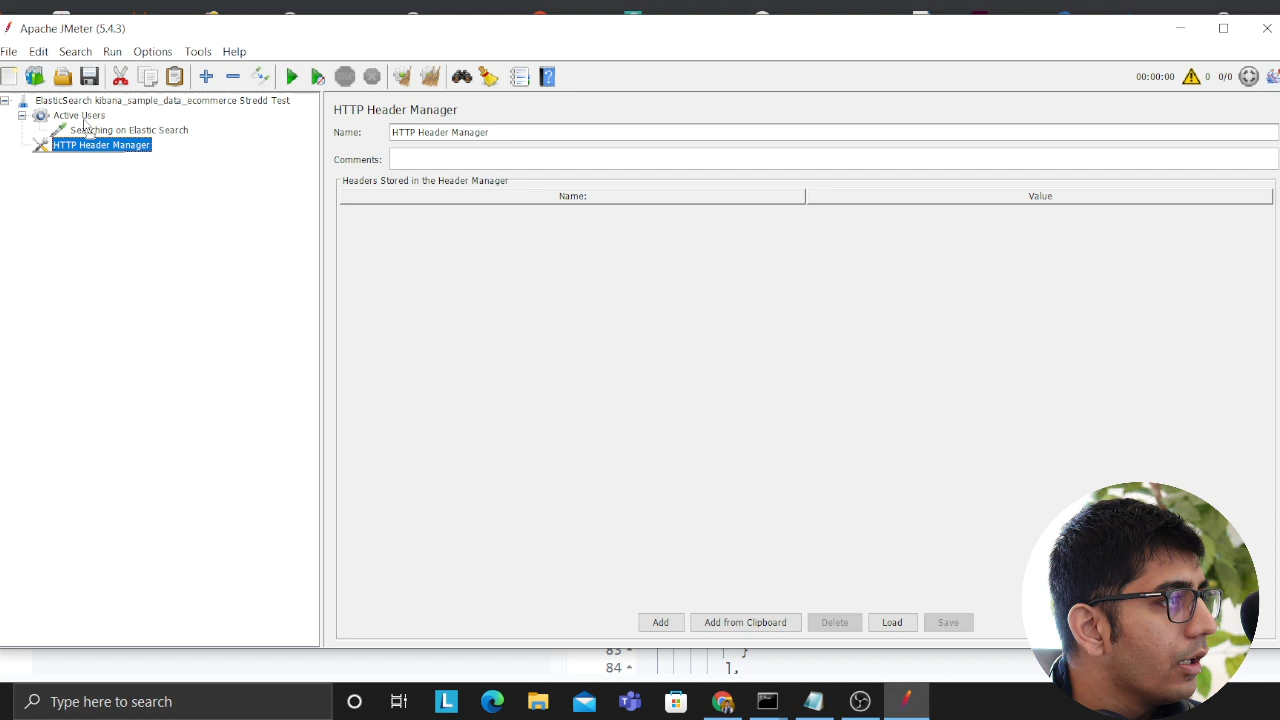 Apache JMeter (5.4.3)
File Edit Search Run Options Tools Help
00:00:00 0 0/0
ElasticSearch kibana_sample_data_ecommerce Stredd Test
Active Users
Searching on Elastic Search
HTTP Header Manager
HTTP Header Manager
Name: HTTP Header Manager
Comments:
Headers Stored in the Header Manager
Name: Value
Add Add from Clipboard Delete Load Save
83 }
84 ],
Type here to search